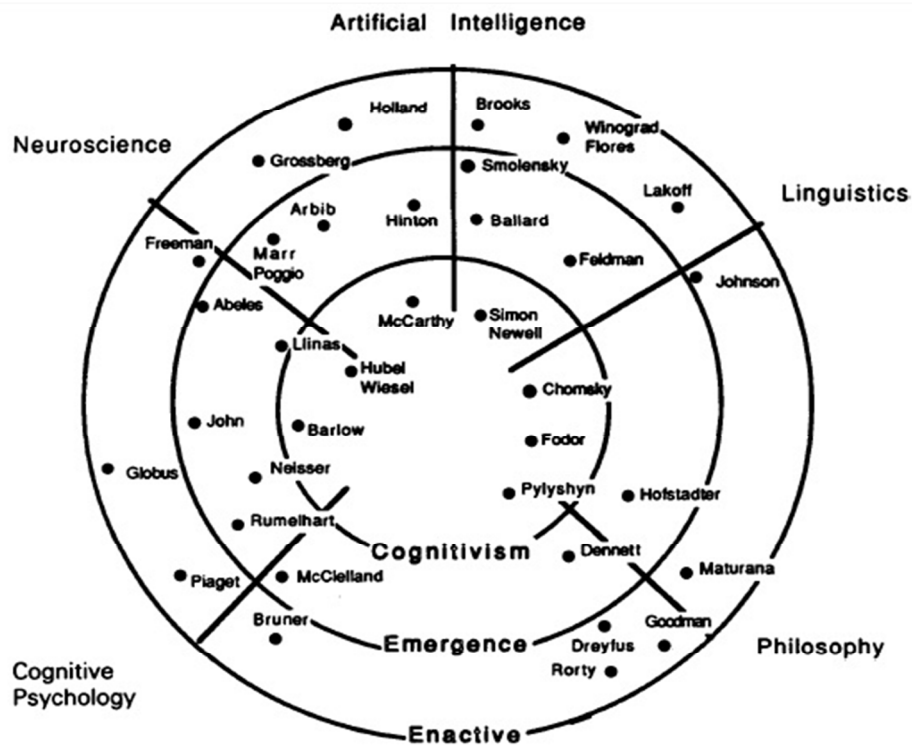 Artificial Intelligence
Holland
Brooks
Winograd
Flores
Neuroscience
Grossberg
Smolensky
Lakoff
Linguistics
Arbib
Hinton
Ballard
Freeman
Marr
Poggio
Feldman
Johnson
Abeles
McCarthy
Simon
Newell
Llinas
Hubel
Wiesel
Chomsky
John
Barlow
Fodor
Globus
Neisser
Pylyshyn
Hofstadter
Rumelhart
Cognitivism
Dennett
Piaget
McClelland
Maturana
Bruner
Goodman
Emergence
Dreyfus
Philosophy
Rorty
Cognitive
Psychology
Enactive